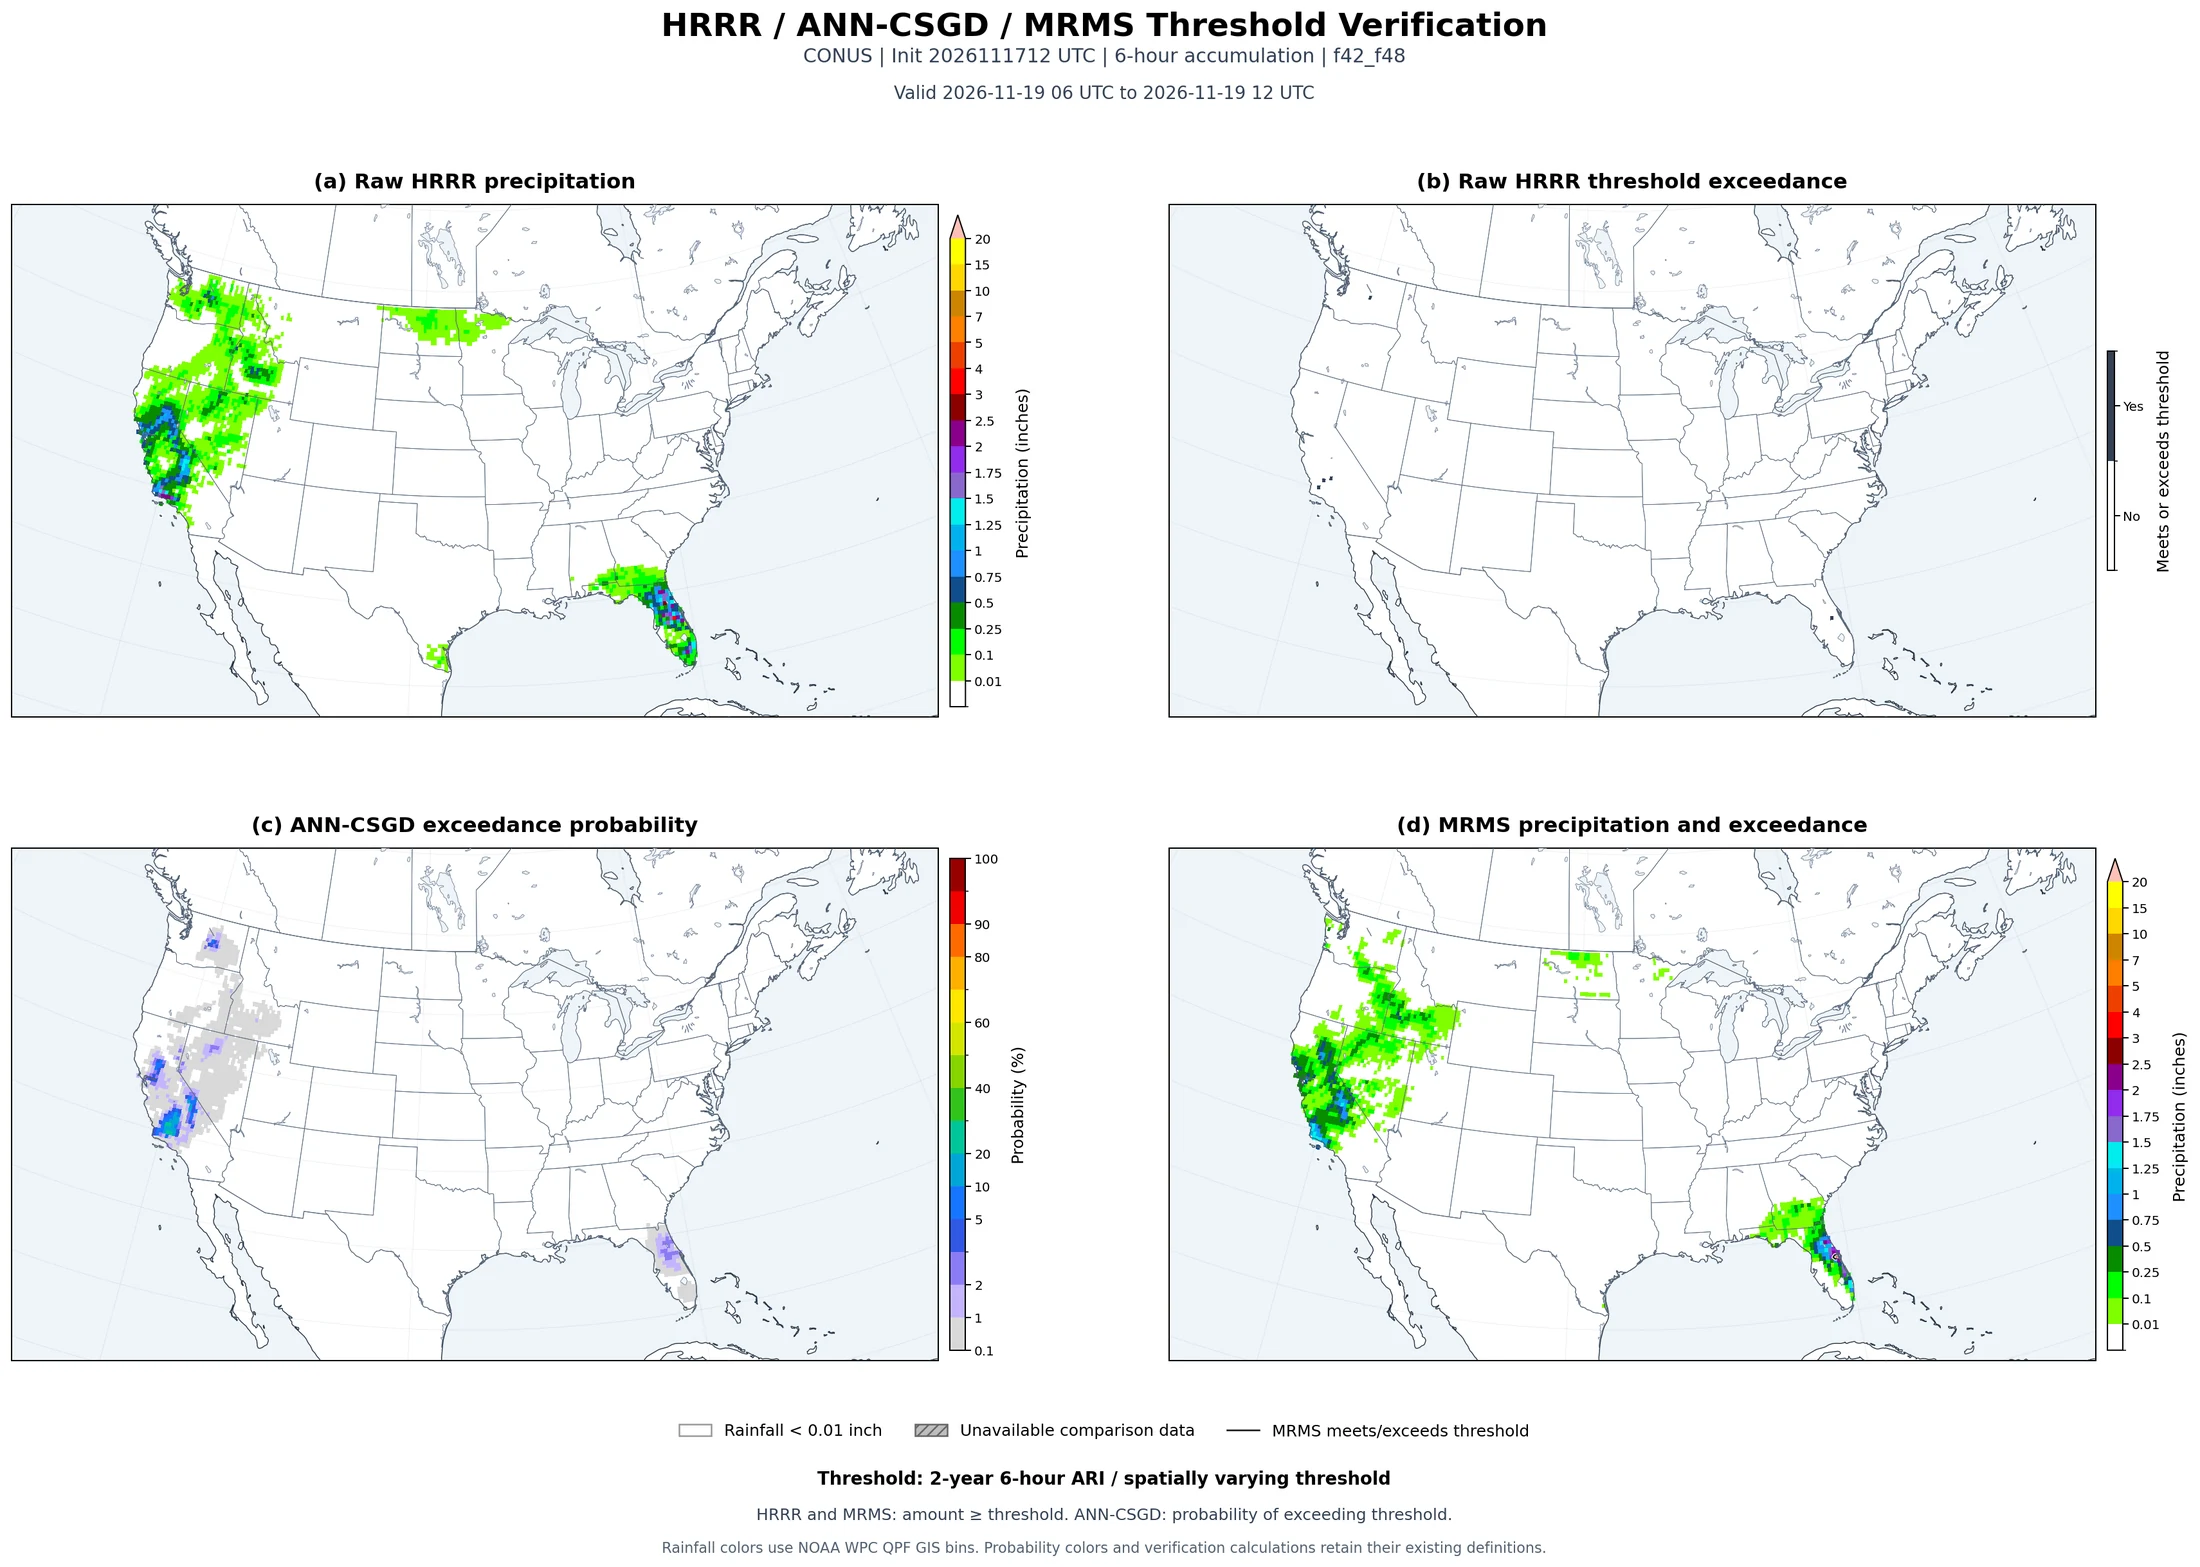 HRRR / ANN-CSGD / MRMS Threshold Verification
CONUS | Init 2026111712 UTC | 6-hour accumulation | f42_f48
Valid 2026-11-19 06 UTC to 2026-11-19 12 UTC
(a) Raw HRRR precipitation
20
15
10
7
5
4
3
2.5
2
1.75
1.5
1.25
1
0.75
0.5
0.25
0.1
0.01
Precipitation (inches)
(b) Raw HRRR threshold exceedance
Yes
No
Meets or exceeds threshold
(c) ANN-CSGD exceedance probability
100
90
80
60
40
20
10
5
2
1
0.1
Probability (%)
(d) MRMS precipitation and exceedance
20
15
10
7
5
4
3
2.5
2
1.75
1.5
1.25
1
0.75
0.5
0.25
0.1
0.01
Precipitation (inches)
Rainfall < 0.01 inch
Unavailable comparison data
MRMS meets/exceeds threshold
Threshold: 2-year 6-hour ARI / spatially varying threshold
HRRR and MRMS: amount ≥ threshold. ANN-CSGD: probability of exceeding threshold.
Rainfall colors use NOAA WPC QPF GIS bins. Probability colors and verification calculations retain their existing definitions.